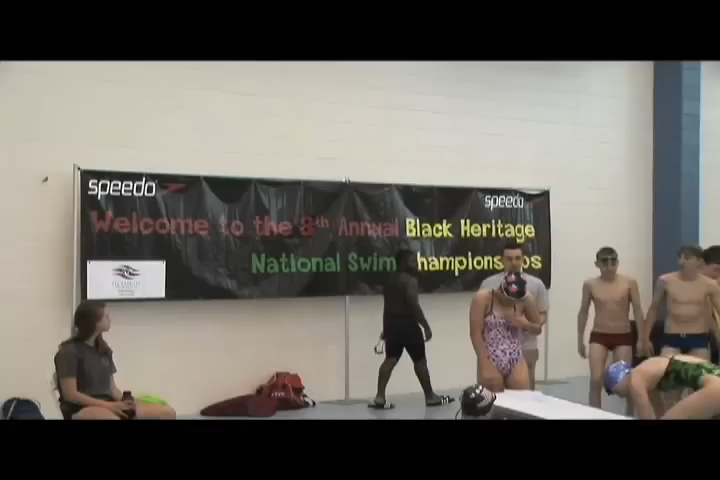 speedo speedo
Welcome to the 8th Annual Black Heritage
National Swim Championships